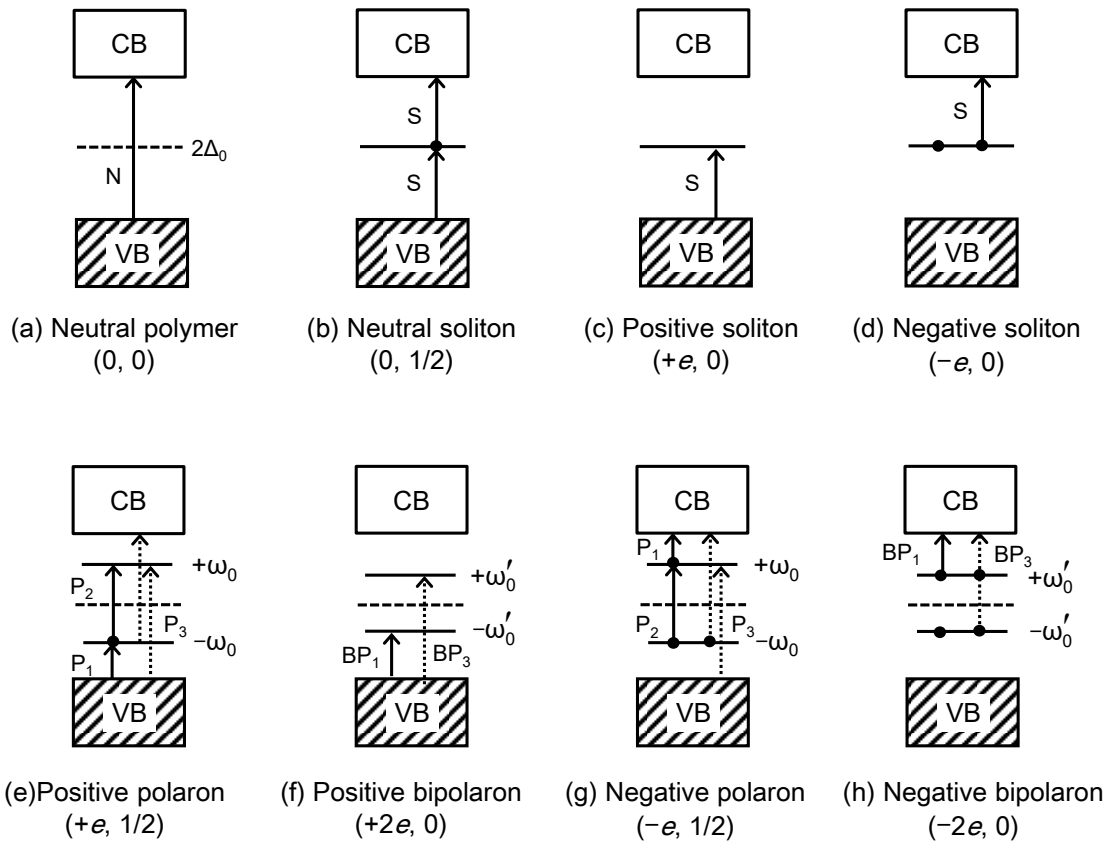 CB
CB
CB
CB
S
S
2Δ₀
N
S
S
VB
VB
VB
VB
(a) Neutral polymer
(0, 0)
(b) Neutral soliton
(0, 1/2)
(c) Positive soliton
(+e, 0)
(d) Negative soliton
(−e, 0)
CB
CB
CB
CB
P₂
+ω₀
P₃
−ω₀
P₁
VB
+ω₀′
−ω₀′
BP₁
BP₃
VB
P₁
+ω₀
P₂
P₃
−ω₀
VB
BP₁
BP₃
+ω₀′
−ω₀′
VB
(e)Positive polaron
(+e, 1/2)
(f) Positive bipolaron
(+2e, 0)
(g) Negative polaron
(−e, 1/2)
(h) Negative bipolaron
(−2e, 0)